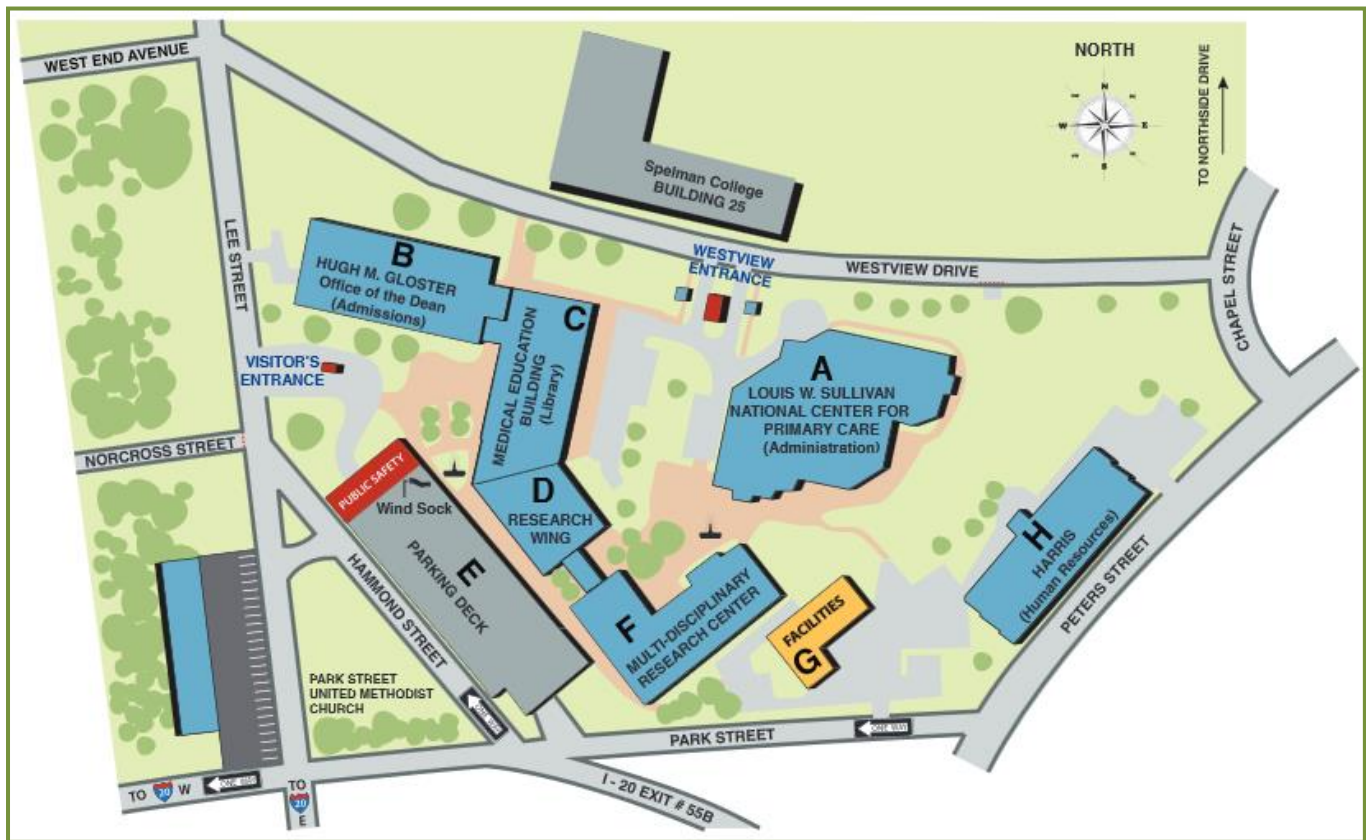 WEST END AVENUE
NORTH
N
W
E
S
TO NORTHSIDE DRIVE
Spelman College
BUILDING 25
LEE STREET
B
HUGH M. GLOSTER
Office of the Dean
(Admissions)
WESTVIEW
ENTRANCE
WESTVIEW DRIVE
CHAPEL STREET
C
MEDICAL EDUCATION
BUILDING
(Library)
VISITOR'S
ENTRANCE
A
LOUIS W. SULLIVAN
NATIONAL CENTER FOR
PRIMARY CARE
(Administration)
NORCROSS STREET
PUBLIC SAFETY
Wind Sock
D
RESEARCH
WING
E
PARKING DECK
HAMMOND STREET
H
HARRIS
(Human Resources)
PETERS STREET
F
MULTI-DISCIPLINARY
RESEARCH CENTER
FACILITIES
G
PARK STREET
UNITED METHODIST
CHURCH
ONE WAY
PARK STREET
ONE WAY
TO 20 W
ONE WAY
TO
20
E
I - 20 EXIT # 55B